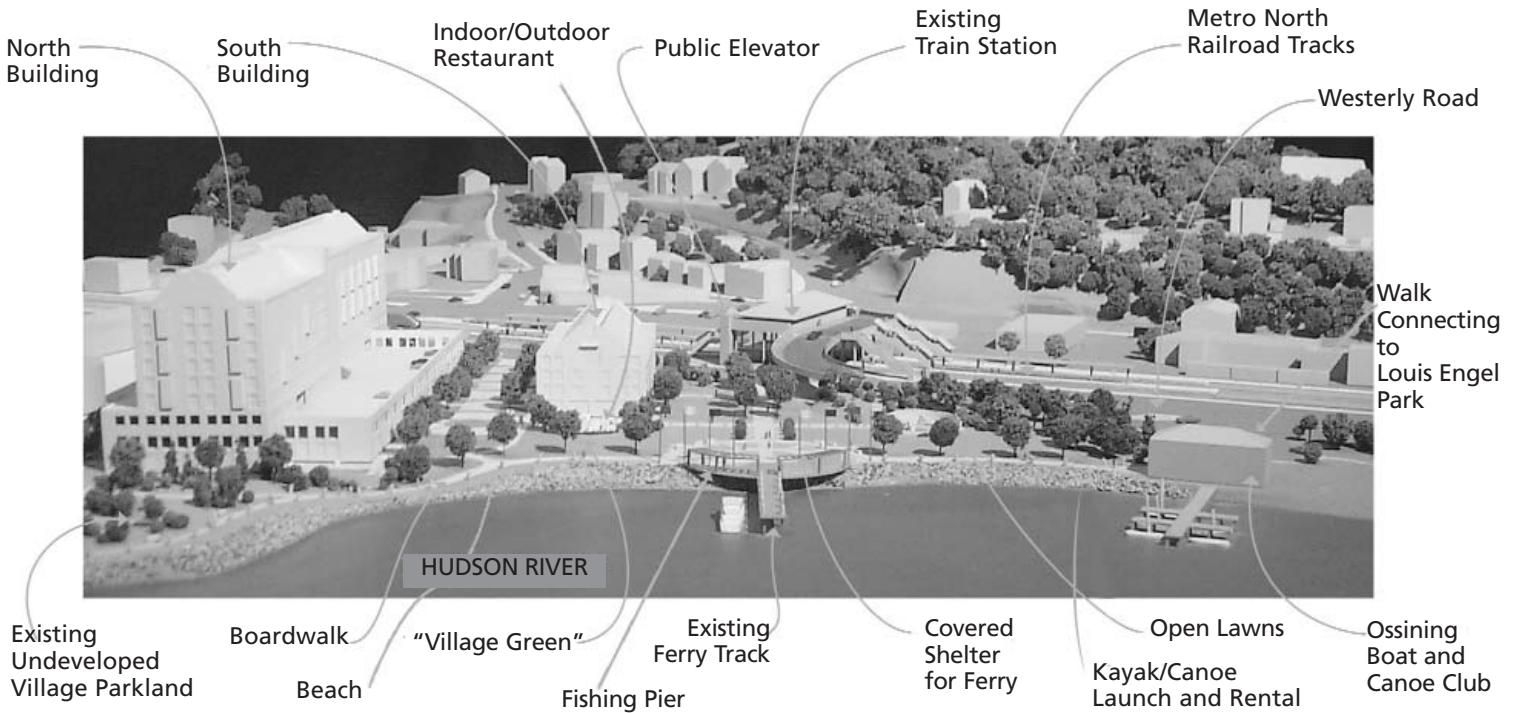 North
Building
South
Building
Indoor/Outdoor
Restaurant
Public Elevator
Existing
Train Station
Metro North
Railroad Tracks
Westerly Road
Walk
Connecting
to
Louis Engel
Park
HUDSON RIVER
Existing
Undeveloped
Village Parkland
Boardwalk
Beach
“Village Green”
Fishing Pier
Existing
Ferry Track
Covered
Shelter
for Ferry
Open Lawns
Kayak/Canoe
Launch and Rental
Ossining
Boat and
Canoe Club